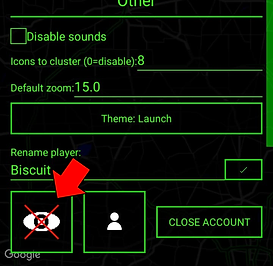 Other
Disable sounds
Icons to cluster (0=disable):8
Default zoom:15.0
Theme: Launch
Rename player:
Biscuit
CLOSE ACCOUNT
Google